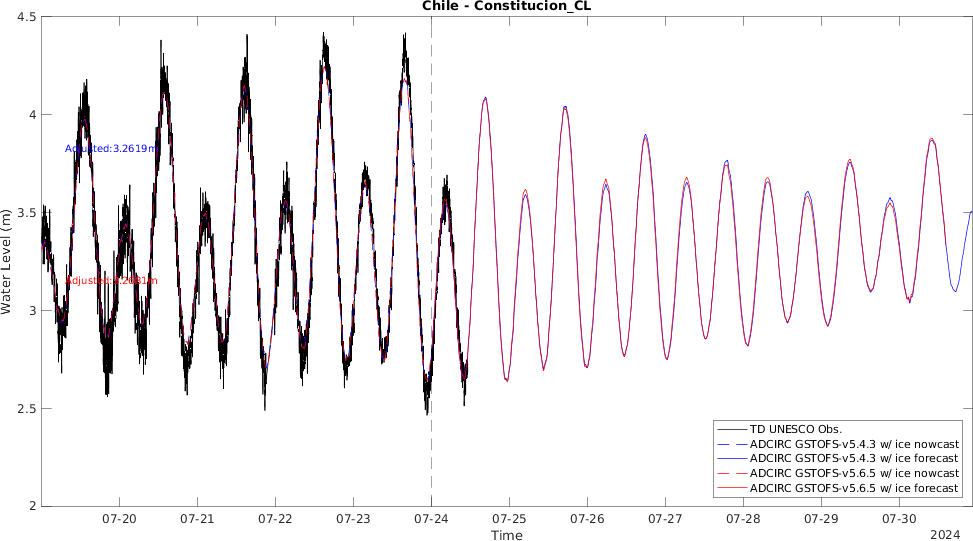 Chile - Constitucion_CL
4.5
4
3.5
3
2.5
2
Water Level (m)
Adjusted:3.2619m
07-20
07-21
07-22
07-23
07-24
07-25
07-26
07-27
07-28
07-29
07-30
Time
2024
TD UNESCO Obs.
ADCIRC GSTOFS-v5.4.3 w/ ice nowcast
ADCIRC GSTOFS-v5.4.3 w/ ice forecast
ADCIRC GSTOFS-v5.6.5 w/ ice nowcast
ADCIRC GSTOFS-v5.6.5 w/ ice forecast